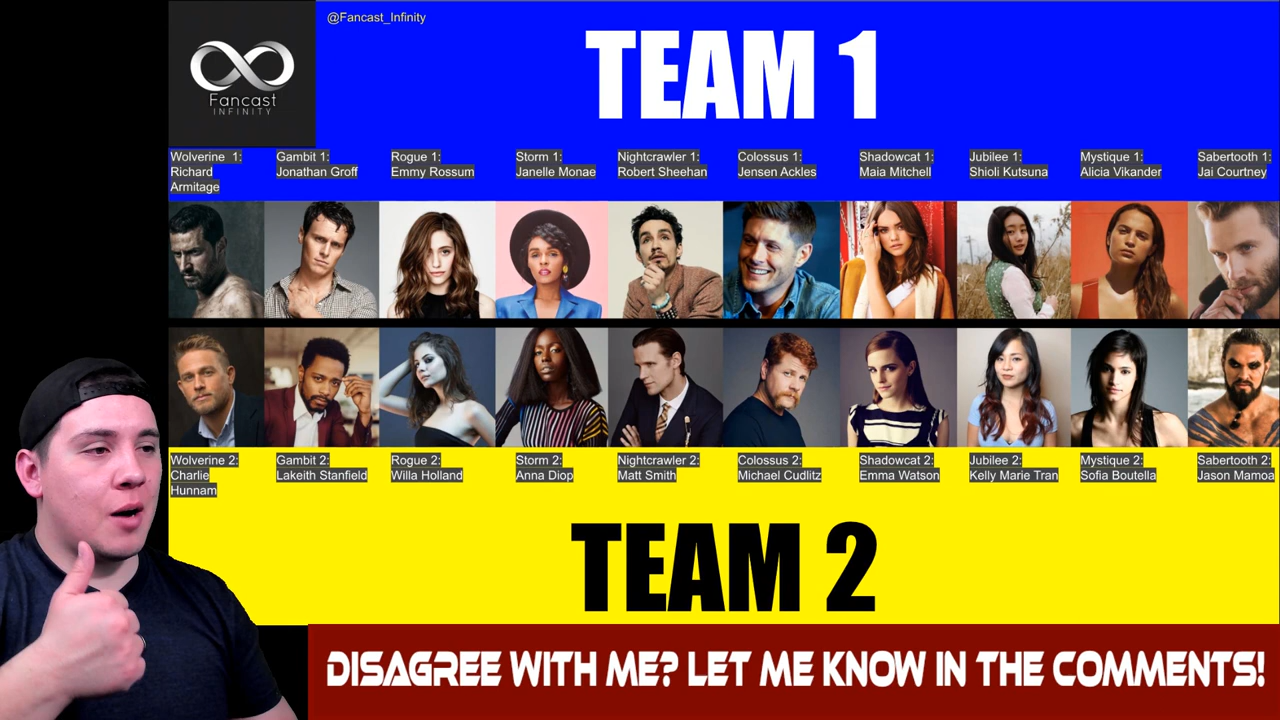 @Fancast_Infinity
TEAM 1
Fancast
INFINITY
Wolverine 1:
Richard
Armitage
Gambit 1:
Jonathan Groff
Rogue 1:
Emmy Rossum
Storm 1:
Janelle Monae
Nightcrawler 1:
Robert Sheehan
Colossus 1:
Jensen Ackles
Shadowcat 1:
Maia Mitchell
Jubilee 1:
Shioli Kutsuna
Mystique 1:
Alicia Vikander
Sabertooth 1:
Jai Courtney
Wolverine 2:
Charlie
Hunnam
Gambit 2:
Lakeith Stanfield
Rogue 2:
Willa Holland
Storm 2:
Anna Diop
Nightcrawler 2:
Matt Smith
Colossus 2:
Michael Cudlitz
Shadowcat 2:
Emma Watson
Jubilee 2:
Kelly Marie Tran
Mystique 2:
Sofia Boutella
Sabertooth 2:
Jason Mamoa
TEAM 2
DISAGREE WITH ME? LET ME KNOW IN THE COMMENTS!